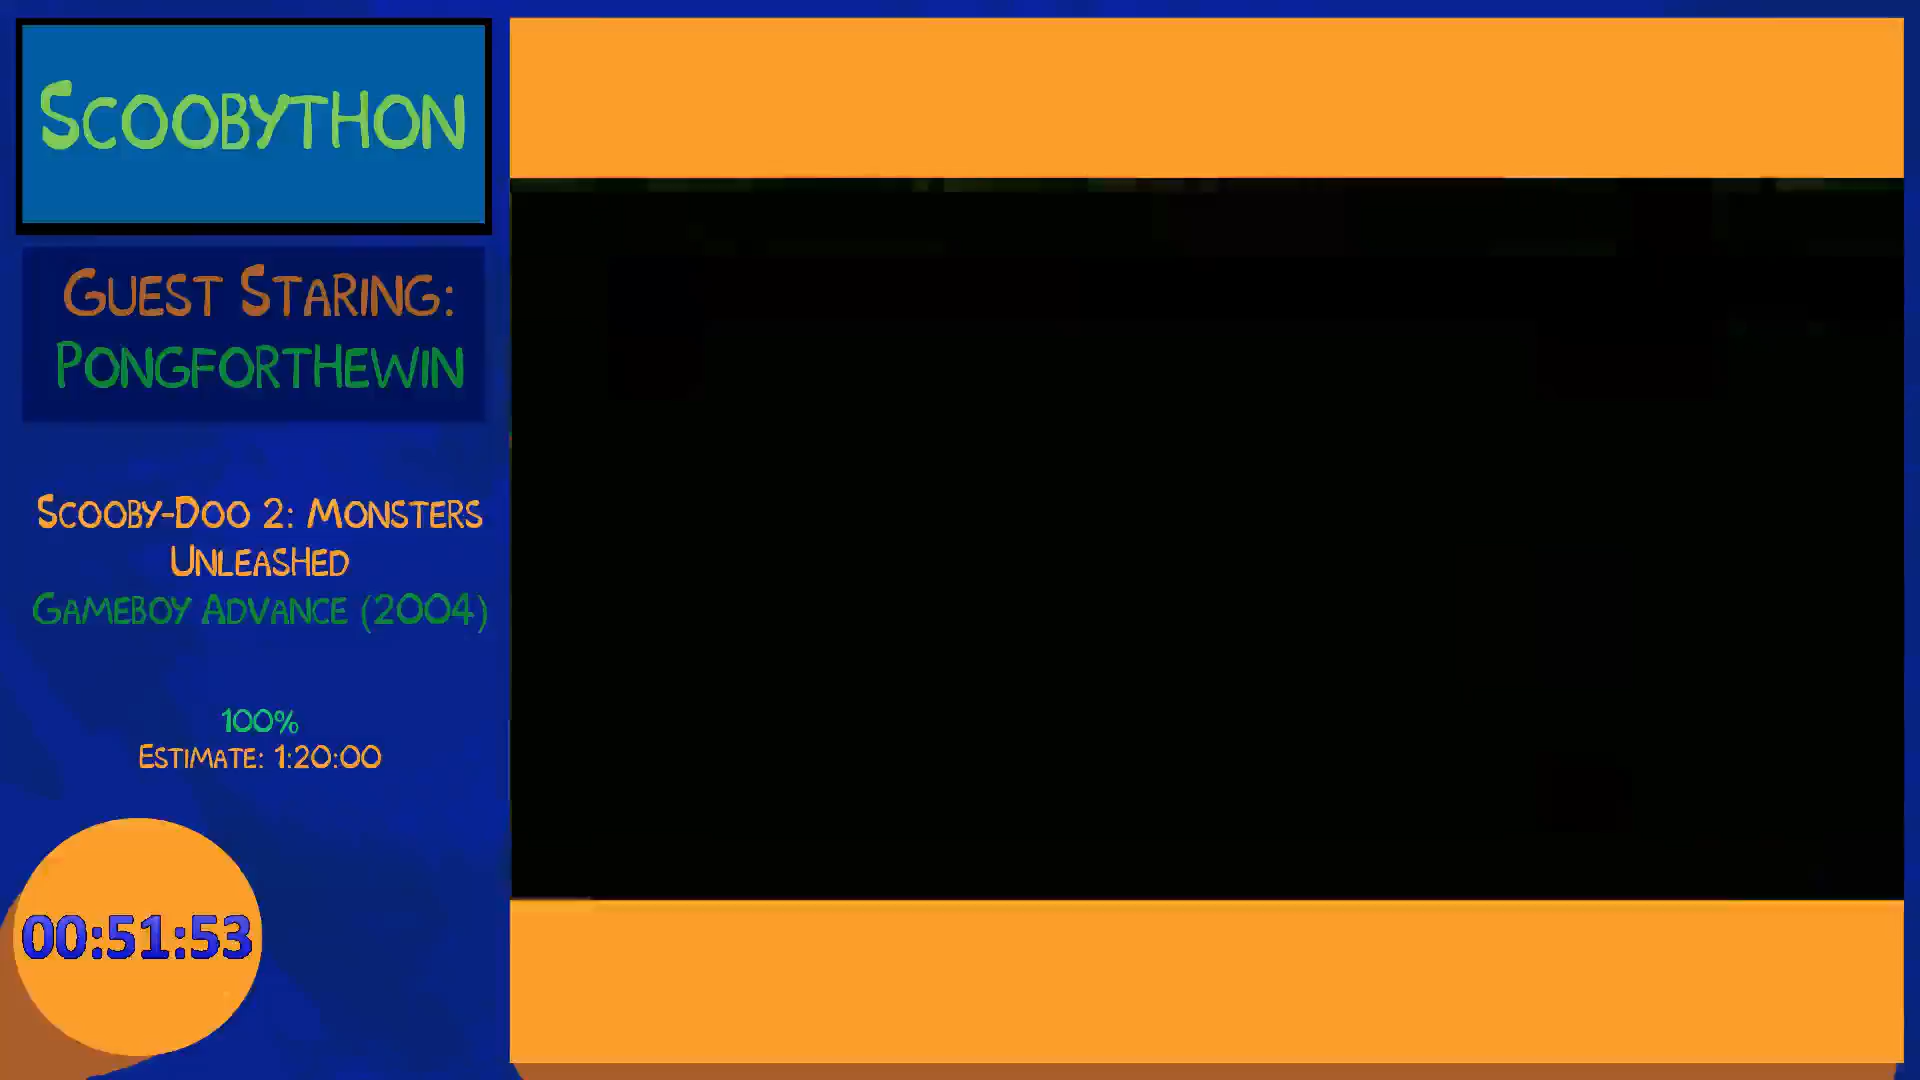 SCOOBYTHON
GUEST STARING:
PONGFORTHEWIN
SCOOBY-DOO 2: MONSTERS
UNLEASHED
GAMEBOY ADVANCE (2004)
100%
ESTIMATE: 1:20:00
00:51:53